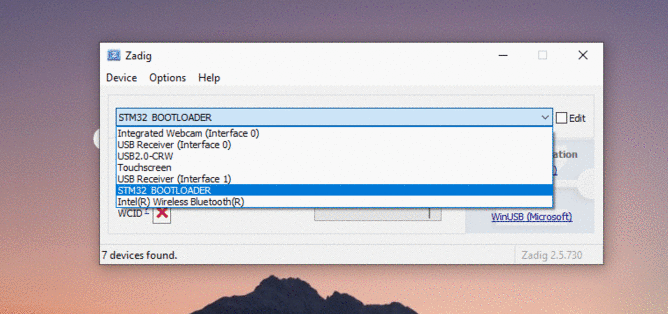 Zadig
Device Options Help
STM32 BOOTLOADER
Edit
Integrated Webcam (Interface 0)
USB Receiver (Interface 0)
USB2.0-CRW
Touchscreen
USB Receiver (Interface 1)
STM32 BOOTLOADER
Intel(R) Wireless Bluetooth(R)
WCID
WinUSB (Microsoft)
7 devices found.
Zadig 2.5.730